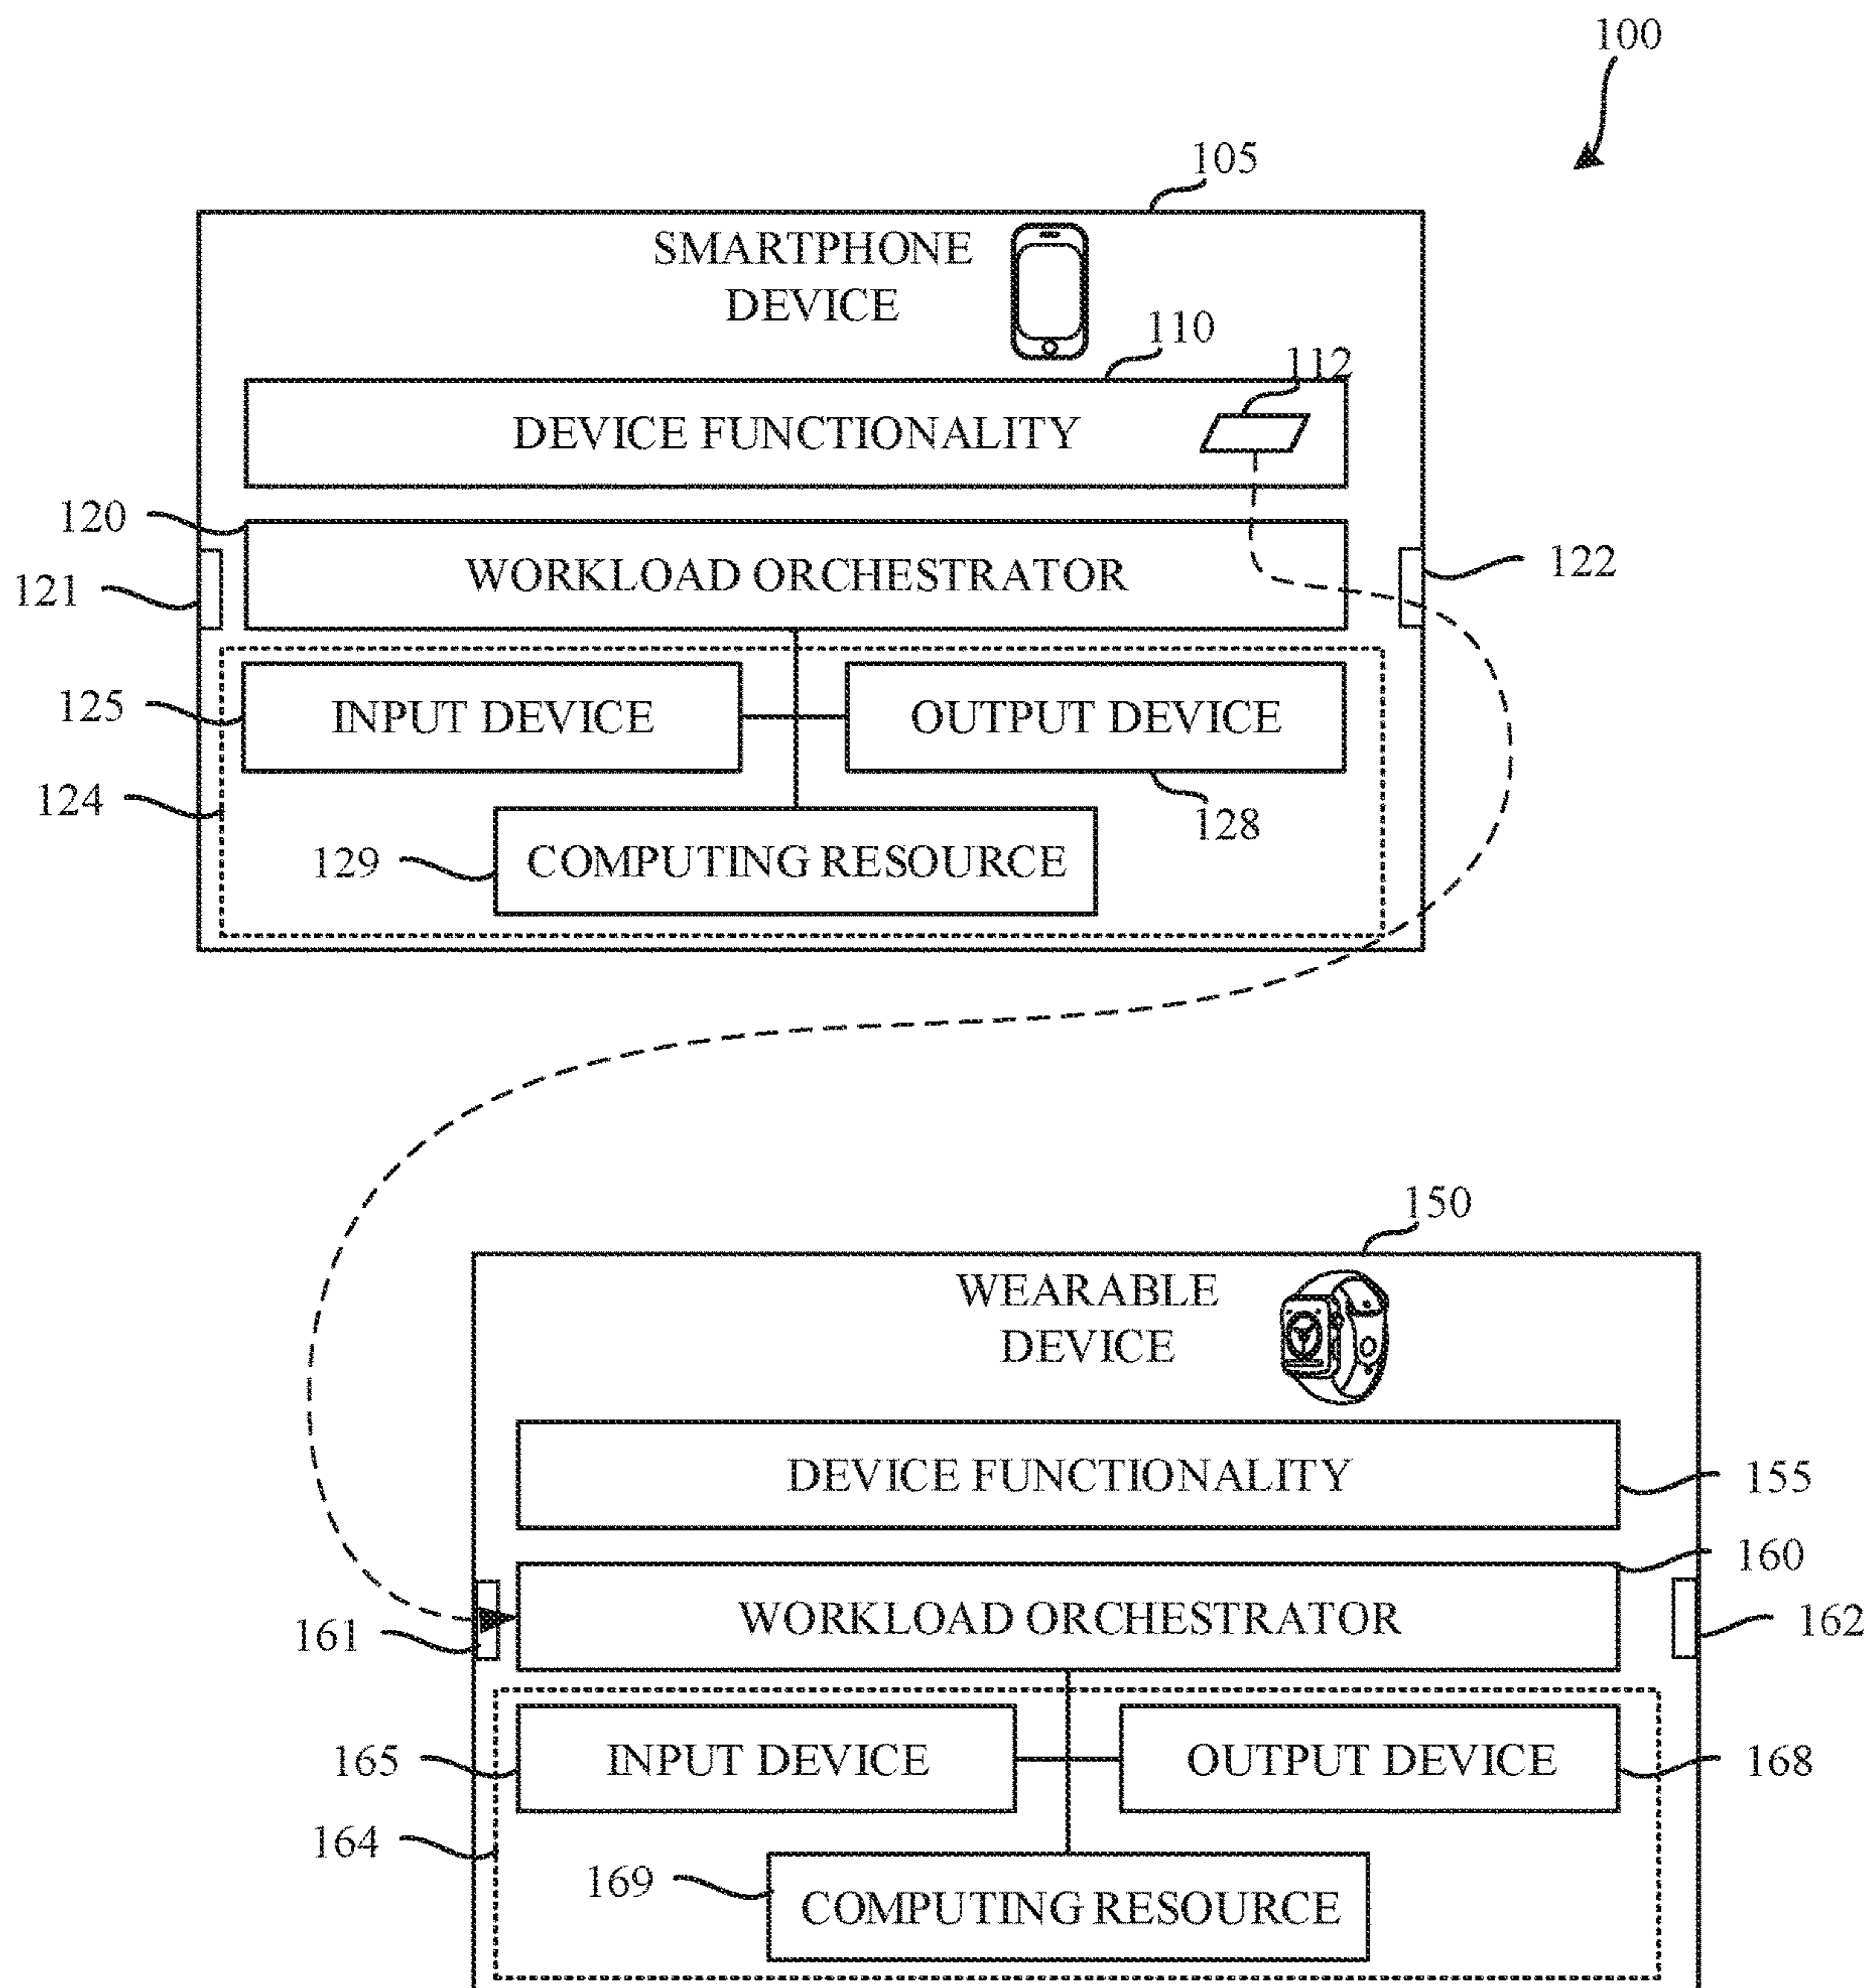 100
105
SMARTPHONE
DEVICE
110
112
DEVICE FUNCTIONALITY
120
WORKLOAD ORCHESTRATOR
121
122
125
INPUT DEVICE
OUTPUT DEVICE
124
128
129
COMPUTING RESOURCE
150
WEARABLE
DEVICE
DEVICE FUNCTIONALITY
155
160
WORKLOAD ORCHESTRATOR
161
162
165
INPUT DEVICE
OUTPUT DEVICE
168
164
169
COMPUTING RESOURCE